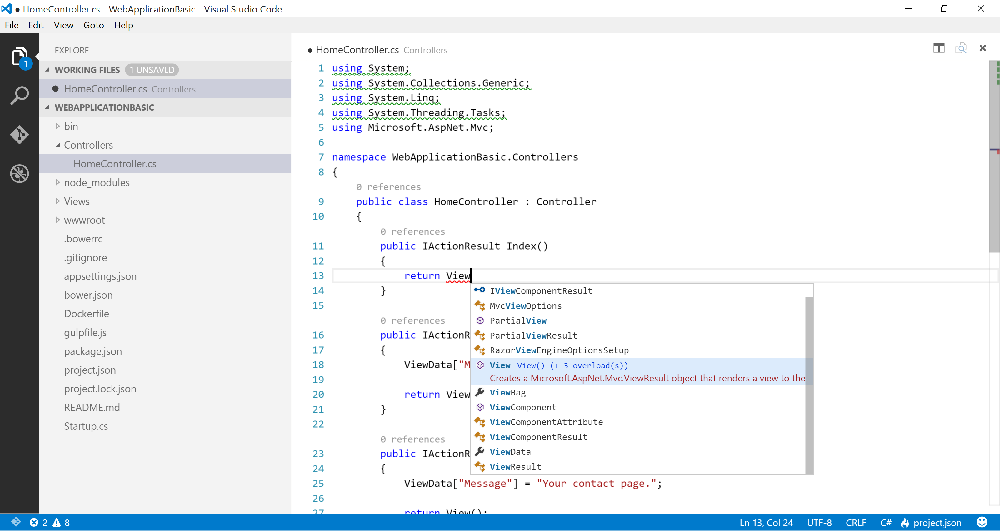 ● HomeController.cs - WebApplicationBasic - Visual Studio Code
File Edit View Goto Help
EXPLORE
WORKING FILES 1 UNSAVED
● HomeController.cs Controllers
WEBAPPLICATIONBASIC
bin
Controllers
HomeController.cs
node_modules
Views
wwwroot
.bowerrc
.gitignore
appsettings.json
bower.json
Dockerfile
gulpfile.js
package.json
project.json
project.lock.json
README.md
Startup.cs
1
● HomeController.cs Controllers
1 using System;
2 using System.Collections.Generic;
3 using System.Linq;
4 using System.Threading.Tasks;
5 using Microsoft.AspNet.Mvc;
6
7 namespace WebApplicationBasic.Controllers
8 {
0 references
9 public class HomeController : Controller
10 {
0 references
11 public IActionResult Index()
12 {
13 return View
14 }
15
0 references
16 public IActionR
17 {
18 ViewData["M
19
20 return View
21 }
22
0 references
23 public IActionR
24 {
25 ViewData["Message"] = "Your contact page.";
26
27 return View();
IViewComponentResult
MvcViewOptions
PartialView
PartialViewResult
RazorViewEngineOptionsSetup
View View() (+ 3 overload(s))
Creates a Microsoft.AspNet.Mvc.ViewResult object that renders a view to the
ViewBag
ViewComponent
ViewComponentAttribute
ViewComponentResult
ViewData
ViewResult
2 8
Ln 13, Col 24 UTF-8 CRLF C# project.json